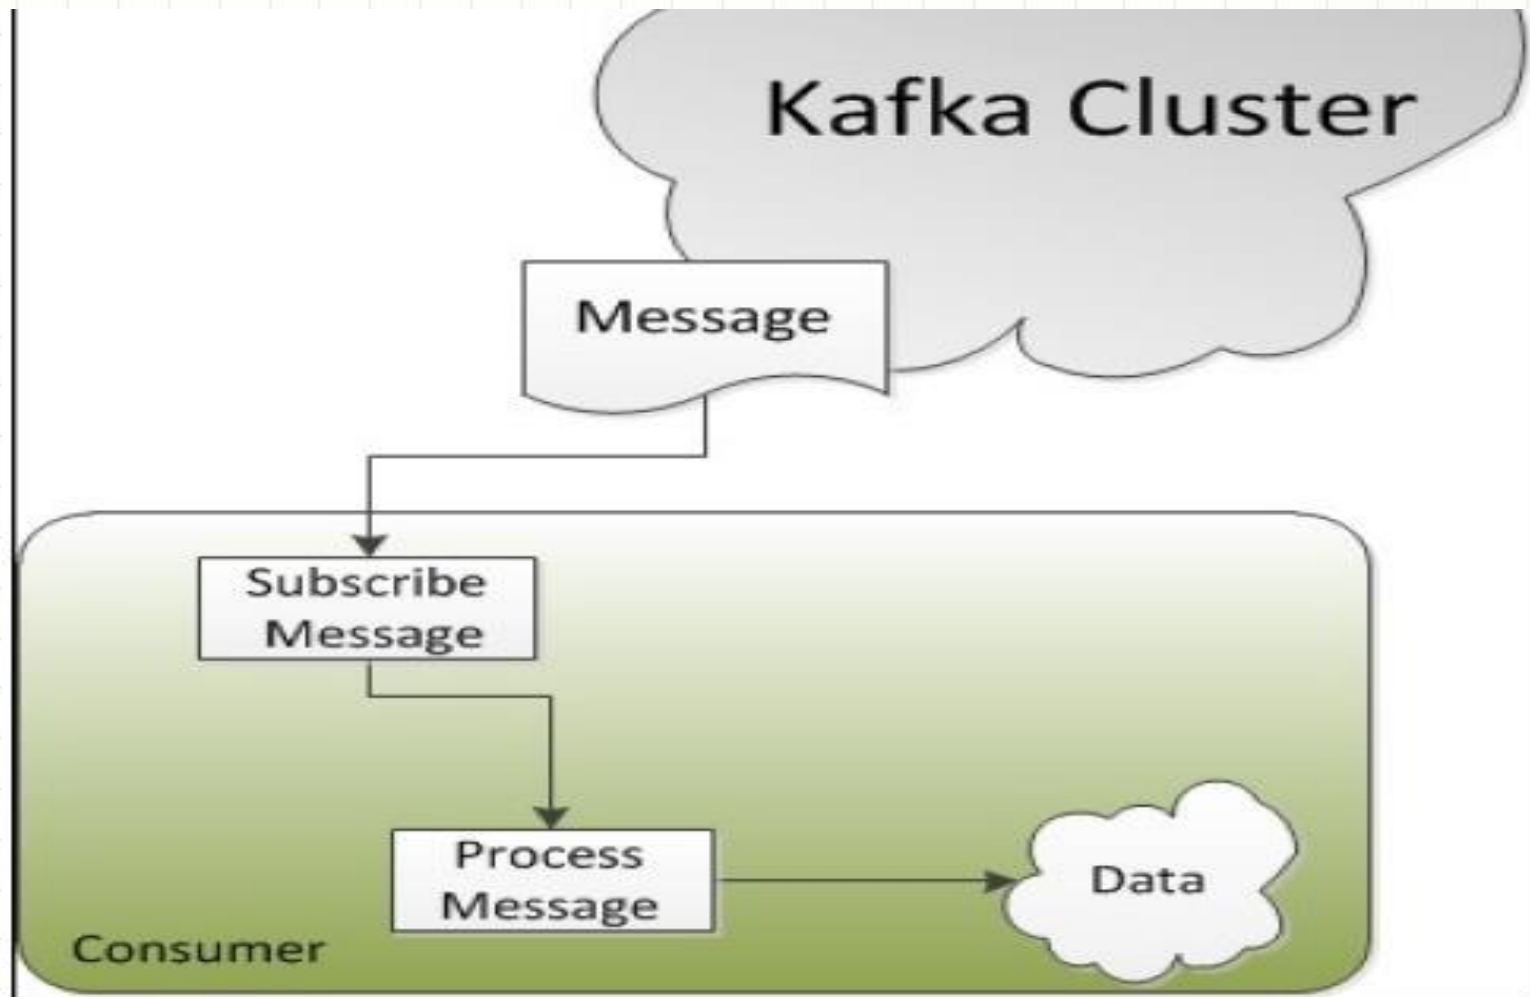 Kafka Cluster
Message
Subscribe
Message
Process
Message
Data
Consumer